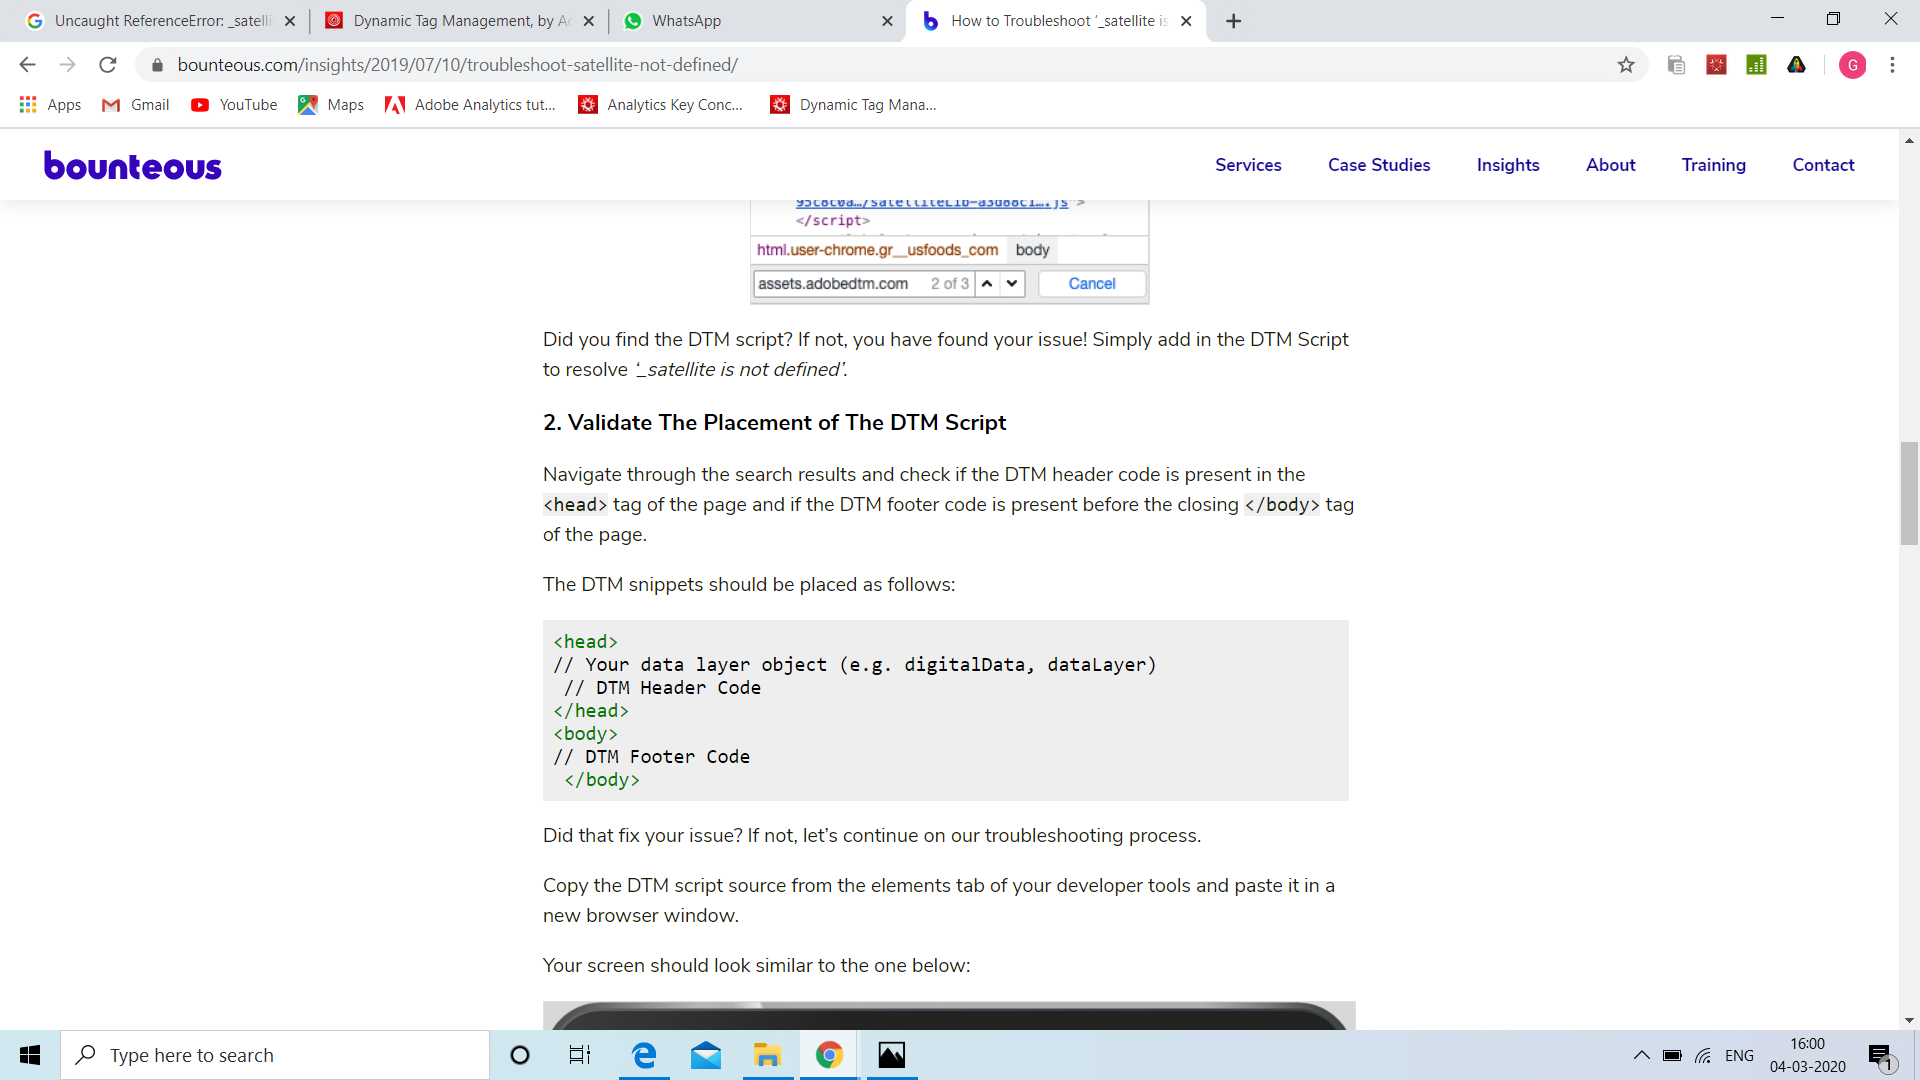 Uncaught ReferenceError: _satelli
Dynamic Tag Management, by Ac
WhatsApp
How to Troubleshoot '_satellite is
bounteous.com/insights/2019/07/10/troubleshoot-satellite-not-defined/
G
Apps
Gmail
YouTube
Maps
Adobe Analytics tut...
Analytics Key Conc...
Dynamic Tag Mana...
bounteous
Services
Case Studies
Insights
About
Training
Contact
95c8c0a…/satelliteLib-a3d88c1….js">
</script>
html.user-chrome.gr__usfoods_com body
assets.adobedtm.com 2 of 3 Cancel
Did you find the DTM script? If not, you have found your issue! Simply add in the DTM Script
to resolve ‘_satellite is not defined’.
2. Validate The Placement of The DTM Script
Navigate through the search results and check if the DTM header code is present in the
<head> tag of the page and if the DTM footer code is present before the closing </body> tag
of the page.
The DTM snippets should be placed as follows:
<head>
// Your data layer object (e.g. digitalData, dataLayer)
// DTM Header Code
</head>
<body>
// DTM Footer Code
</body>
Did that fix your issue? If not, let’s continue on our troubleshooting process.
Copy the DTM script source from the elements tab of your developer tools and paste it in a
new browser window.
Your screen should look similar to the one below:
Type here to search
ENG
16:00
04-03-2020
1